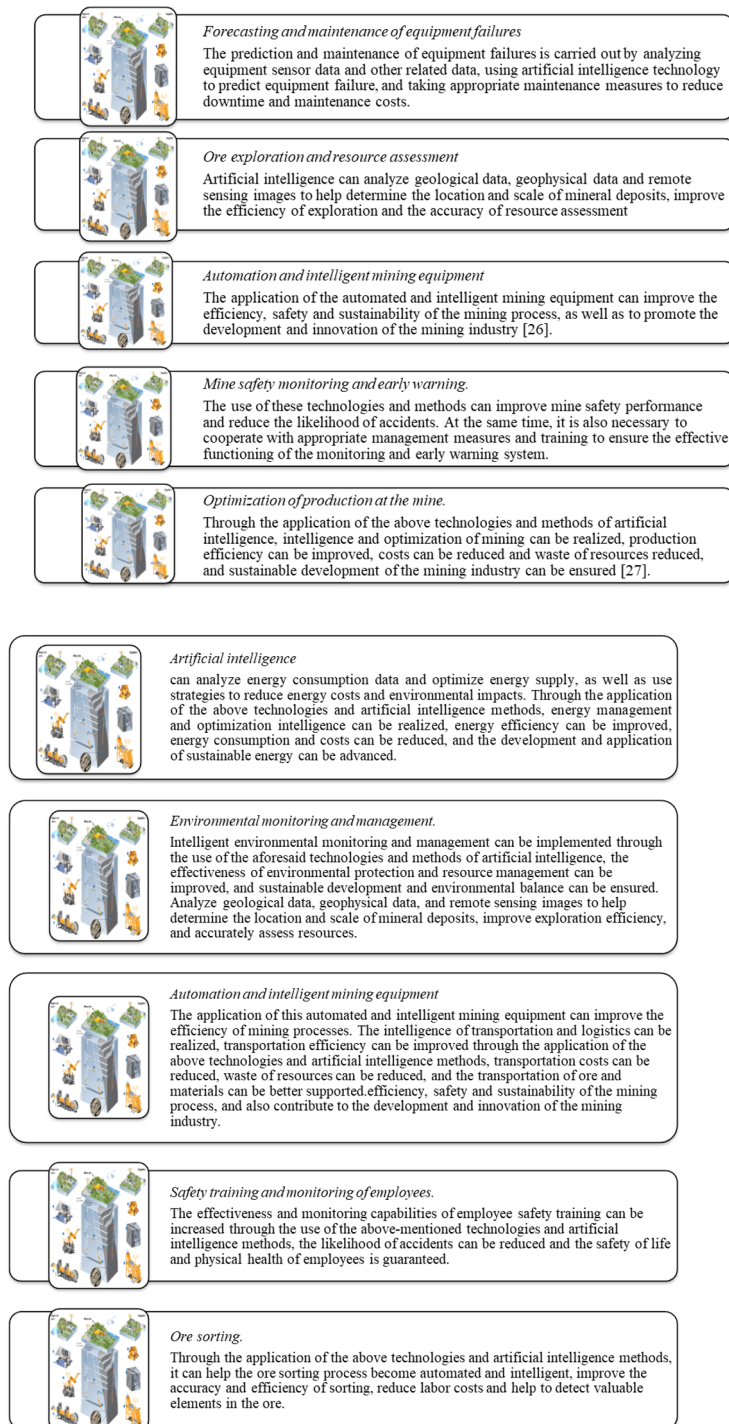 Forecasting and maintenance of equipment failures
The prediction and maintenance of equipment failures is carried out by analyzing
equipment sensor data and other related data, using artificial intelligence technology
to predict equipment failure, and taking appropriate maintenance measures to reduce
downtime and maintenance costs.
Ore exploration and resource assessment
Artificial intelligence can analyze geological data, geophysical data and remote
sensing images to help determine the location and scale of mineral deposits, improve
the efficiency of exploration and the accuracy of resource assessment
Automation and intelligent mining equipment
The application of the automated and intelligent mining equipment can improve the
efficiency, safety and sustainability of the mining process, as well as to promote the
development and innovation of the mining industry [26].
Mine safety monitoring and early warning.
The use of these technologies and methods can improve mine safety performance
and reduce the likelihood of accidents. At the same time, it is also necessary to
cooperate with appropriate management measures and training to ensure the effective
functioning of the monitoring and early warning system.
Optimization of production at the mine.
Through the application of the above technologies and methods of artificial
intelligence, intelligence and optimization of mining can be realized, production
efficiency can be improved, costs can be reduced and waste of resources reduced,
and sustainable development of the mining industry can be ensured [27].
Artificial intelligence
can analyze energy consumption data and optimize energy supply, as well as use
strategies to reduce energy costs and environmental impacts. Through the application
of the above technologies and artificial intelligence methods, energy management
and optimization intelligence can be realized, energy efficiency can be improved,
energy consumption and costs can be reduced, and the development and application
of sustainable energy can be advanced.
Environmental monitoring and management.
Intelligent environmental monitoring and management can be implemented through
the use of the aforesaid technologies and methods of artificial intelligence, the
effectiveness of environmental protection and resource management can be
improved, and sustainable development and environmental balance can be ensured.
Analyze geological data, geophysical data, and remote sensing images to help
determine the location and scale of mineral deposits, improve exploration efficiency,
and accurately assess resources.
Automation and intelligent mining equipment
The application of this automated and intelligent mining equipment can improve the
efficiency of mining processes. The intelligence of transportation and logistics can be
realized, transportation efficiency can be improved through the application of the
above technologies and artificial intelligence methods, transportation costs can be
reduced, waste of resources can be reduced, and the transportation of ore and
materials can be better supported.efficiency, safety and sustainability of the mining
process, and also contribute to the development and innovation of the mining
industry.
Safety training and monitoring of employees.
The effectiveness and monitoring capabilities of employee safety training can be
increased through the use of the above-mentioned technologies and artificial
intelligence methods, the likelihood of accidents can be reduced and the safety of life
and physical health of employees is guaranteed.
Ore sorting.
Through the application of the above technologies and artificial intelligence methods,
it can help the ore sorting process become automated and intelligent, improve the
accuracy and efficiency of sorting, reduce labor costs and help to detect valuable
elements in the ore.